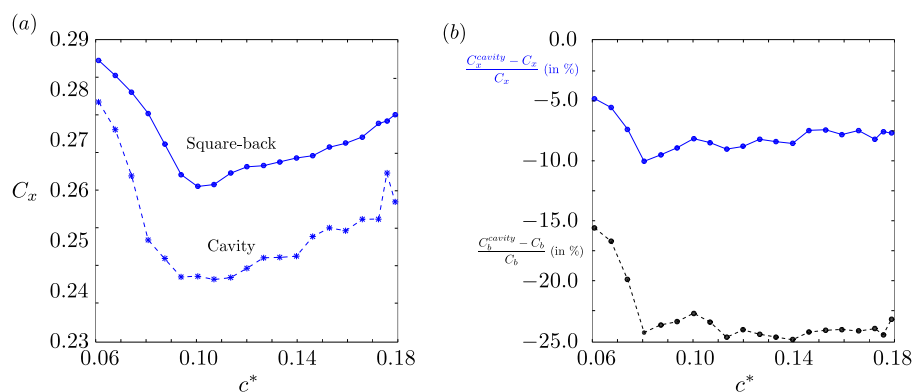 (a)
0.29
0.28
0.27
0.26
0.25
0.24
0.23
C_x
Square-back
Cavity
0.06 0.10 0.14 0.18
c*
(b)
0.0
−5.0
−10.0
−15.0
−20.0
−25.0
C_x^{cavity} − C_x / C_x (in %)
C_b^{cavity} − C_b / C_b (in %)
0.06 0.10 0.14 0.18
c*